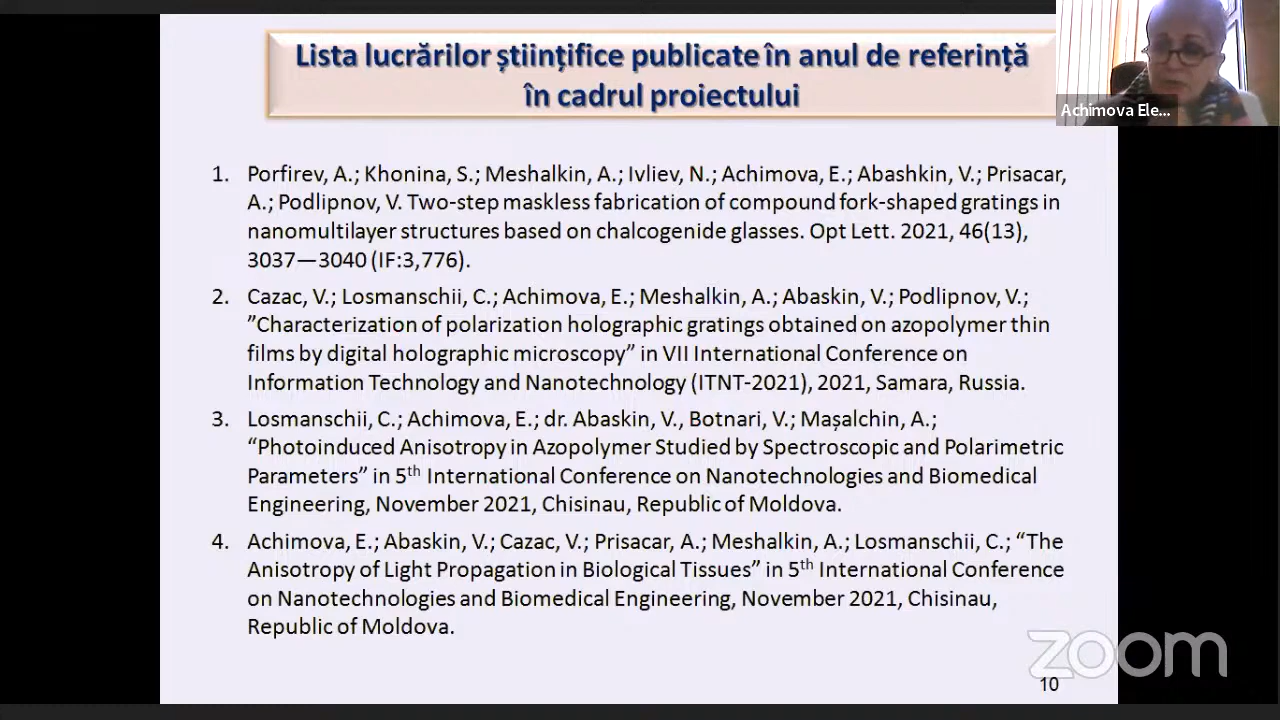 Lista lucrărilor științifice publicate în anul de referință
în cadrul proiectului
Achimova Ele...
1. Porfirev, A.; Khonina, S.; Meshalkin, A.; Ivliev, N.; Achimova, E.; Abashkin, V.; Prisacar,
A.; Podlipnov, V. Two-step maskless fabrication of compound fork-shaped gratings in
nanomultilayer structures based on chalcogenide glasses. Opt Lett. 2021, 46(13),
3037—3040 (IF:3,776).
2. Cazac, V.; Losmanschii, C.; Achimova, E.; Meshalkin, A.; Abaskin, V.; Podlipnov, V.;
”Characterization of polarization holographic gratings obtained on azopolymer thin
films by digital holographic microscopy” in VII International Conference on
Information Technology and Nanotechnology (ITNT-2021), 2021, Samara, Russia.
3. Losmanschii, C.; Achimova, E.; dr. Abaskin, V., Botnari, V.; Mașalchin, A.;
“Photoinduced Anisotropy in Azopolymer Studied by Spectroscopic and Polarimetric
Parameters” in 5th International Conference on Nanotechnologies and Biomedical
Engineering, November 2021, Chisinau, Republic of Moldova.
4. Achimova, E.; Abaskin, V.; Cazac, V.; Prisacar, A.; Meshalkin, A.; Losmanschii, C.; “The
Anisotropy of Light Propagation in Biological Tissues” in 5th International Conference
on Nanotechnologies and Biomedical Engineering, November 2021, Chisinau,
Republic of Moldova.
zoom
10